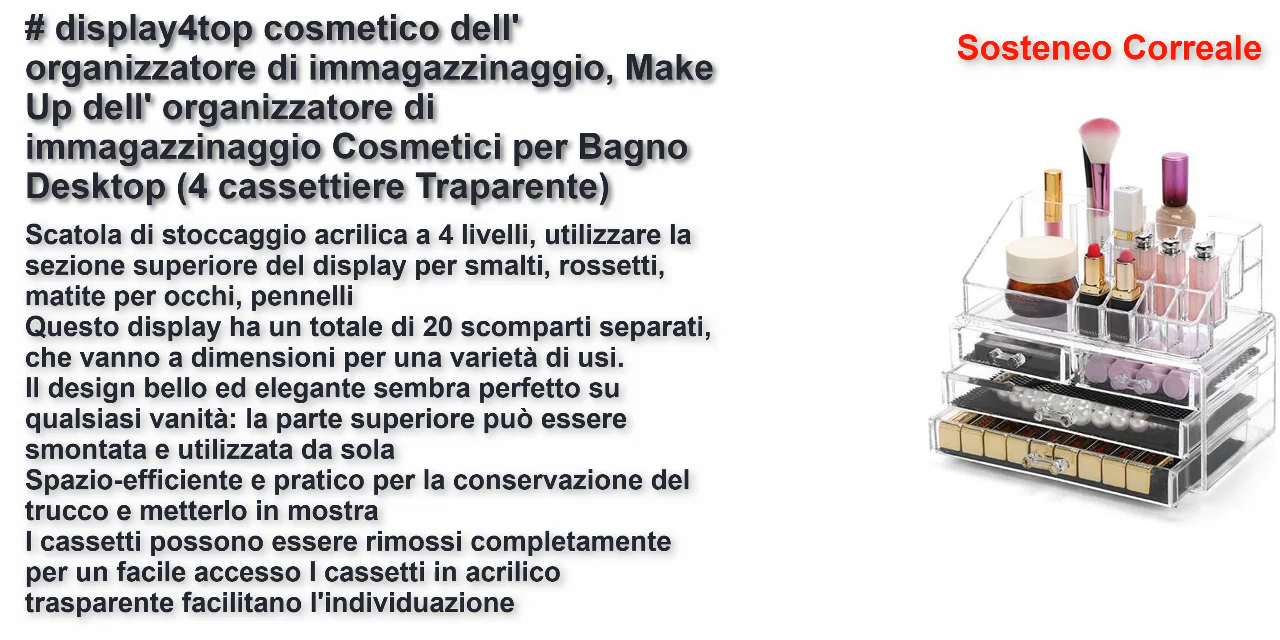 # display4top cosmetico dell'
organizzatore di immagazzinaggio, Make
Up dell' organizzatore di
immagazzinaggio Cosmetici per Bagno
Desktop (4 cassettiere Traparente)
Scatola di stoccaggio acrilica a 4 livelli, utilizzare la
sezione superiore del display per smalti, rossetti,
matite per occhi, pennelli
Questo display ha un totale di 20 scomparti separati,
che vanno a dimensioni per una varietà di usi.
Il design bello ed elegante sembra perfetto su
qualsiasi vanità: la parte superiore può essere
smontata e utilizzata da sola
Spazio-efficiente e pratico per la conservazione del
trucco e metterlo in mostra
I cassetti possono essere rimossi completamente
per un facile accesso I cassetti in acrilico
trasparente facilitano l'individuazione
Sosteneo Correale